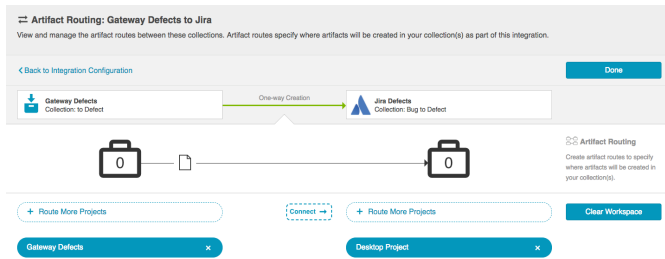 Artifact Routing: Gateway Defects to Jira
View and manage the artifact routes between these collections. Artifact routes specify where artifacts will be created in your collection(s) as part of this integration.
Back to Integration Configuration
Done
Gateway Defects
Collection: to Defect
One-way Creation
Jira Defects
Collection: Bug to Defect
0
0
Artifact Routing
Create artifact routes to specify
where artifacts will be created in
your collection(s).
+ Route More Projects
Connect →
+ Route More Projects
Clear Workspace
Gateway Defects ×
Desktop Project ×